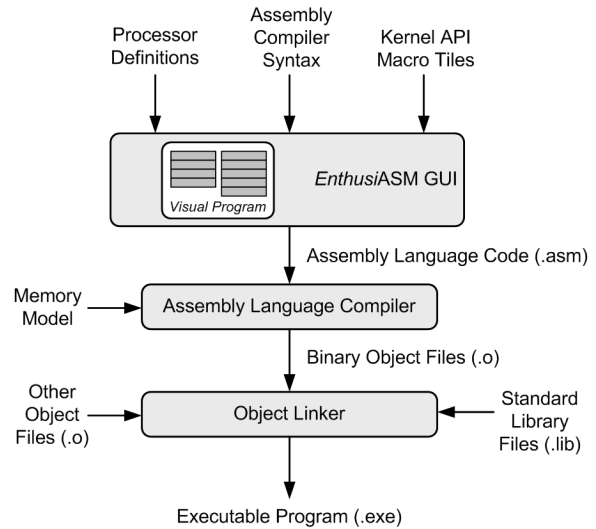 Processor
Definitions
Assembly
Compiler
Syntax
Kernel API
Macro Tiles
EnthusiASM GUI
Visual Program
Assembly Language Code (.asm)
Memory
Model
Assembly Language Compiler
Binary Object Files (.o)
Other
Object
Files (.o)
Object Linker
Standard
Library
Files (.lib)
Executable Program (.exe)